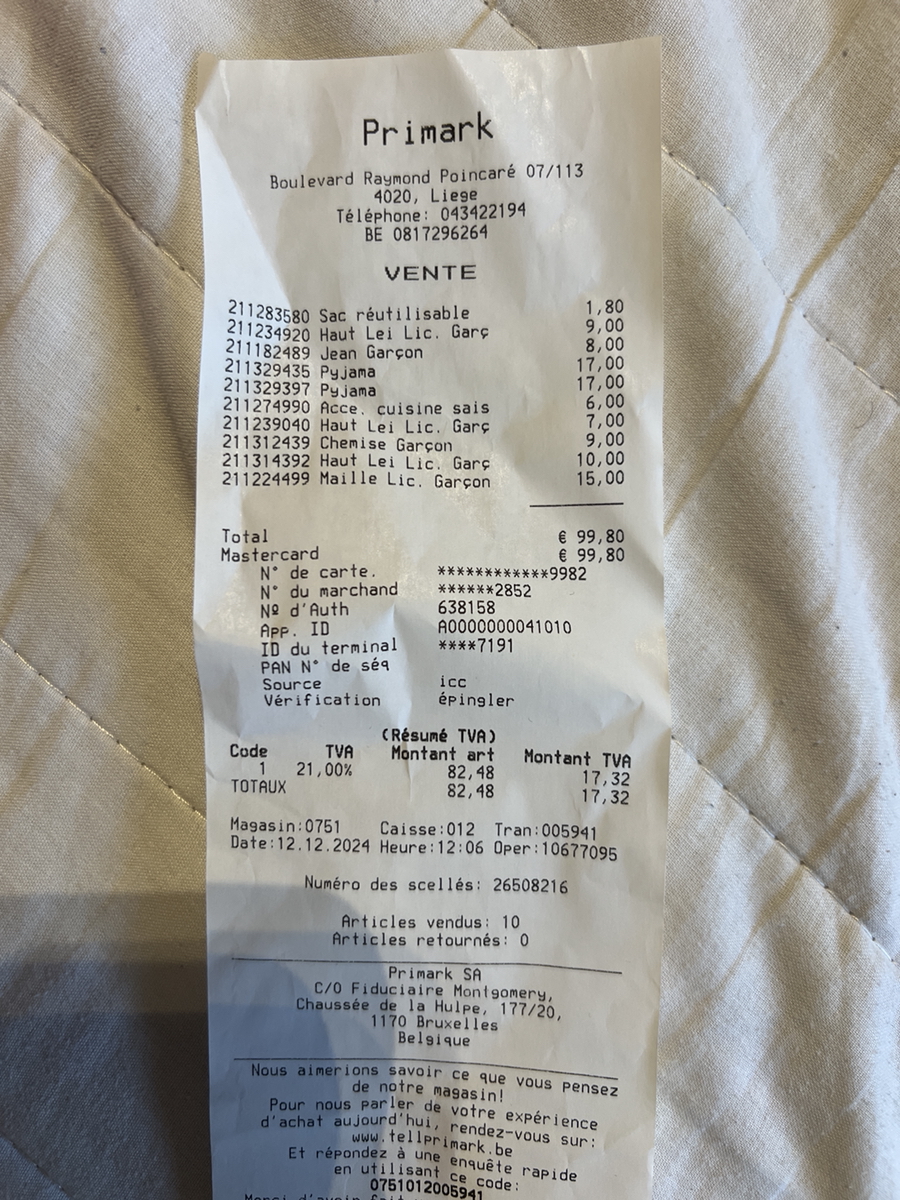 Primark
Boulevard Raymond Poincaré 07/113
4020, Liege
Téléphone: 043422194
BE 0817296264
VENTE
211283580 Sac réutilisable 1,80
211234920 Haut Lei Lic. Garç 9,00
211182489 Jean Garçon 8,00
211329435 Pyjama 17,00
211329397 Pyjama 17,00
211274990 Acce. cuisine sais 6,00
211239040 Haut Lei Lic. Garç 7,00
211312439 Chemise Garçon 9,00
211314392 Haut Lei Lic. Garç 10,00
211224499 Maille Lic. Garçon 15,00
Total € 99,80
Mastercard € 99,80
N° de carte. ************9982
N° du marchand ******2852
Nº d'Auth 638158
App. ID A0000000041010
ID du terminal ****7191
PAN N° de séq
Source icc
Vérification épingler
(Résumé TVA)
Code TVA Montant art Montant TVA
1 21,00% 82,48 17,32
TOTAUX 82,48 17,32
Magasin:0751 Caisse:012 Tran:005941
Date:12.12.2024 Heure:12:06 Oper:10677095
Numéro des scellés: 26508216
Articles vendus: 10
Articles retournés: 0
Primark SA
C/O Fiduciaire Montgomery,
Chaussée de la Hulpe, 177/20,
1170 Bruxelles
Belgique
Nous aimerions savoir ce que vous pensez
de notre magasin!
Pour nous parler de votre expérience
d'achat aujourd'hui, rendez-vous sur:
www.tellprimark.be
Et répondez à une enquête rapide
en utilisant ce code:
0751012005941
Merci d'avoir fait